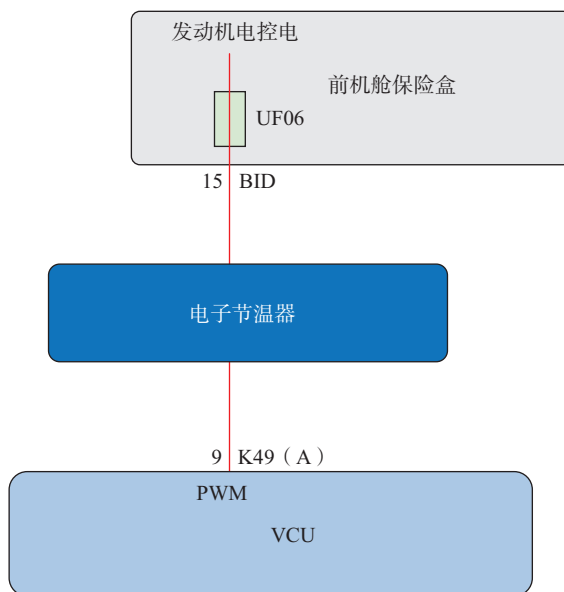 发动机电控电
前机舱保险盒
UF06
15 BID
电子节温器
9 K49（A）
PWM
VCU